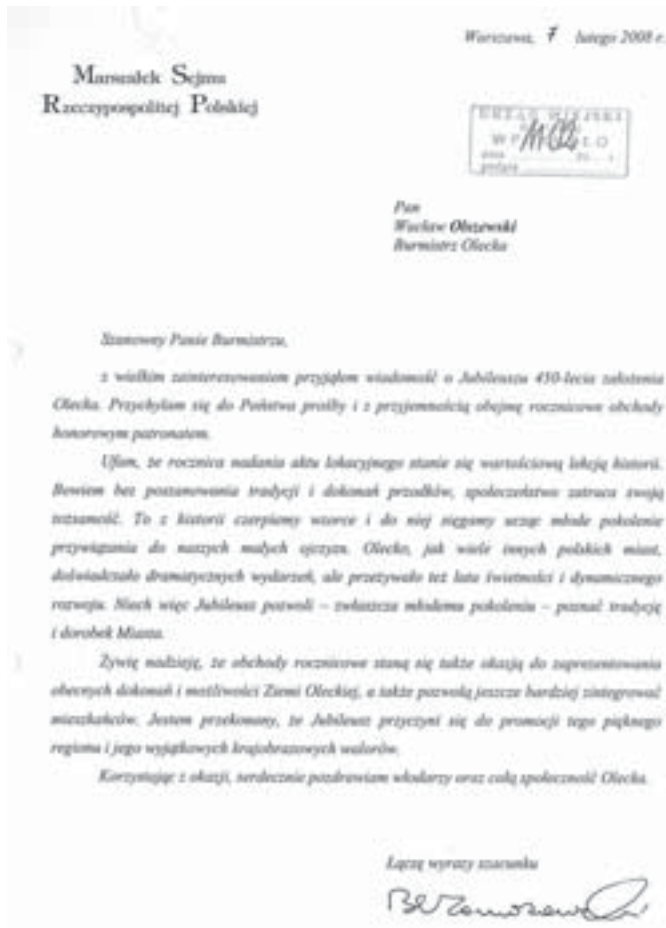 Warszawa, 7 lutego 2008 r.
Marszałek Sejmu
Rzeczypospolitej Polskiej
URZĄD MIEJSKI
11.02
Pan
Wacław Olszewski
Burmistrz Olecka
Szanowny Panie Burmistrzu,
z wielkim zainteresowaniem przyjąłem wiadomość o Jubileuszu 450-lecia założenia
Olecka. Przychylam się do Państwa prośby i z przyjemnością obejmę rocznicowe obchody
honorowym patronatem.
Ufam, że rocznica nadania aktu lokacyjnego stanie się wartościową lekcją historii.
Bowiem bez poszanowania tradycji i dokonań przodków, społeczeństwo zatraca swoją
tożsamość. To z historii czerpiemy wzorce i do niej sięgamy ucząc młode pokolenie
przywiązania do naszych małych ojczyzn. Olecko, jak wiele innych polskich miast,
doświadczało dramatycznych wydarzeń, ale przeżywało też lata świetności i dynamicznego
rozwoju. Niech więc Jubileusz pozwoli – zwłaszcza młodemu pokoleniu – poznać tradycję
i dorobek Miasta.
Żywię nadzieję, że obchody rocznicowe staną się także okazją do zaprezentowania
obecnych dokonań i możliwości Ziemi Oleckiej, a także pozwolą jeszcze bardziej zintegrować
mieszkańców. Jestem przekonany, że Jubileusz przyczyni się do promocji tego pięknego
regionu i jego wyjątkowych krajobrazowych walorów.
Korzystając z okazji, serdecznie pozdrawiam włodarzy oraz całą społeczność Olecka.
Łączę wyrazy szacunku